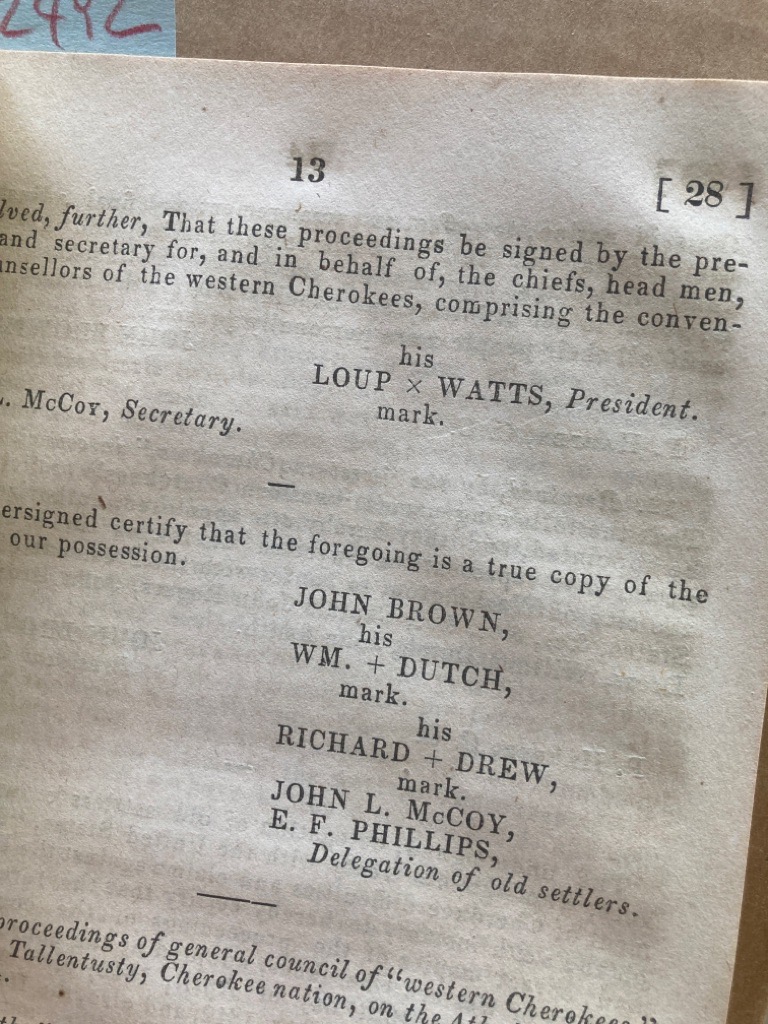 2492
13 [ 28 ]
lved, further, That these proceedings be signed by the pre-
and secretary for, and in behalf of, the chiefs, head men,
nsellors of the western Cherokees, comprising the conven-
his
LOUP × WATTS, President.
mark.
. McCoy, Secretary.
—
ersigned certify that the foregoing is a true copy of the
our possession.
JOHN BROWN,
his
WM. + DUTCH,
mark.
his
RICHARD + DREW,
mark.
JOHN L. McCOY,
E. F. PHILLIPS,
Delegation of old settlers.
proceedings of general council of "western Cherokees"
Tallentusty, Cherokee nation, on the